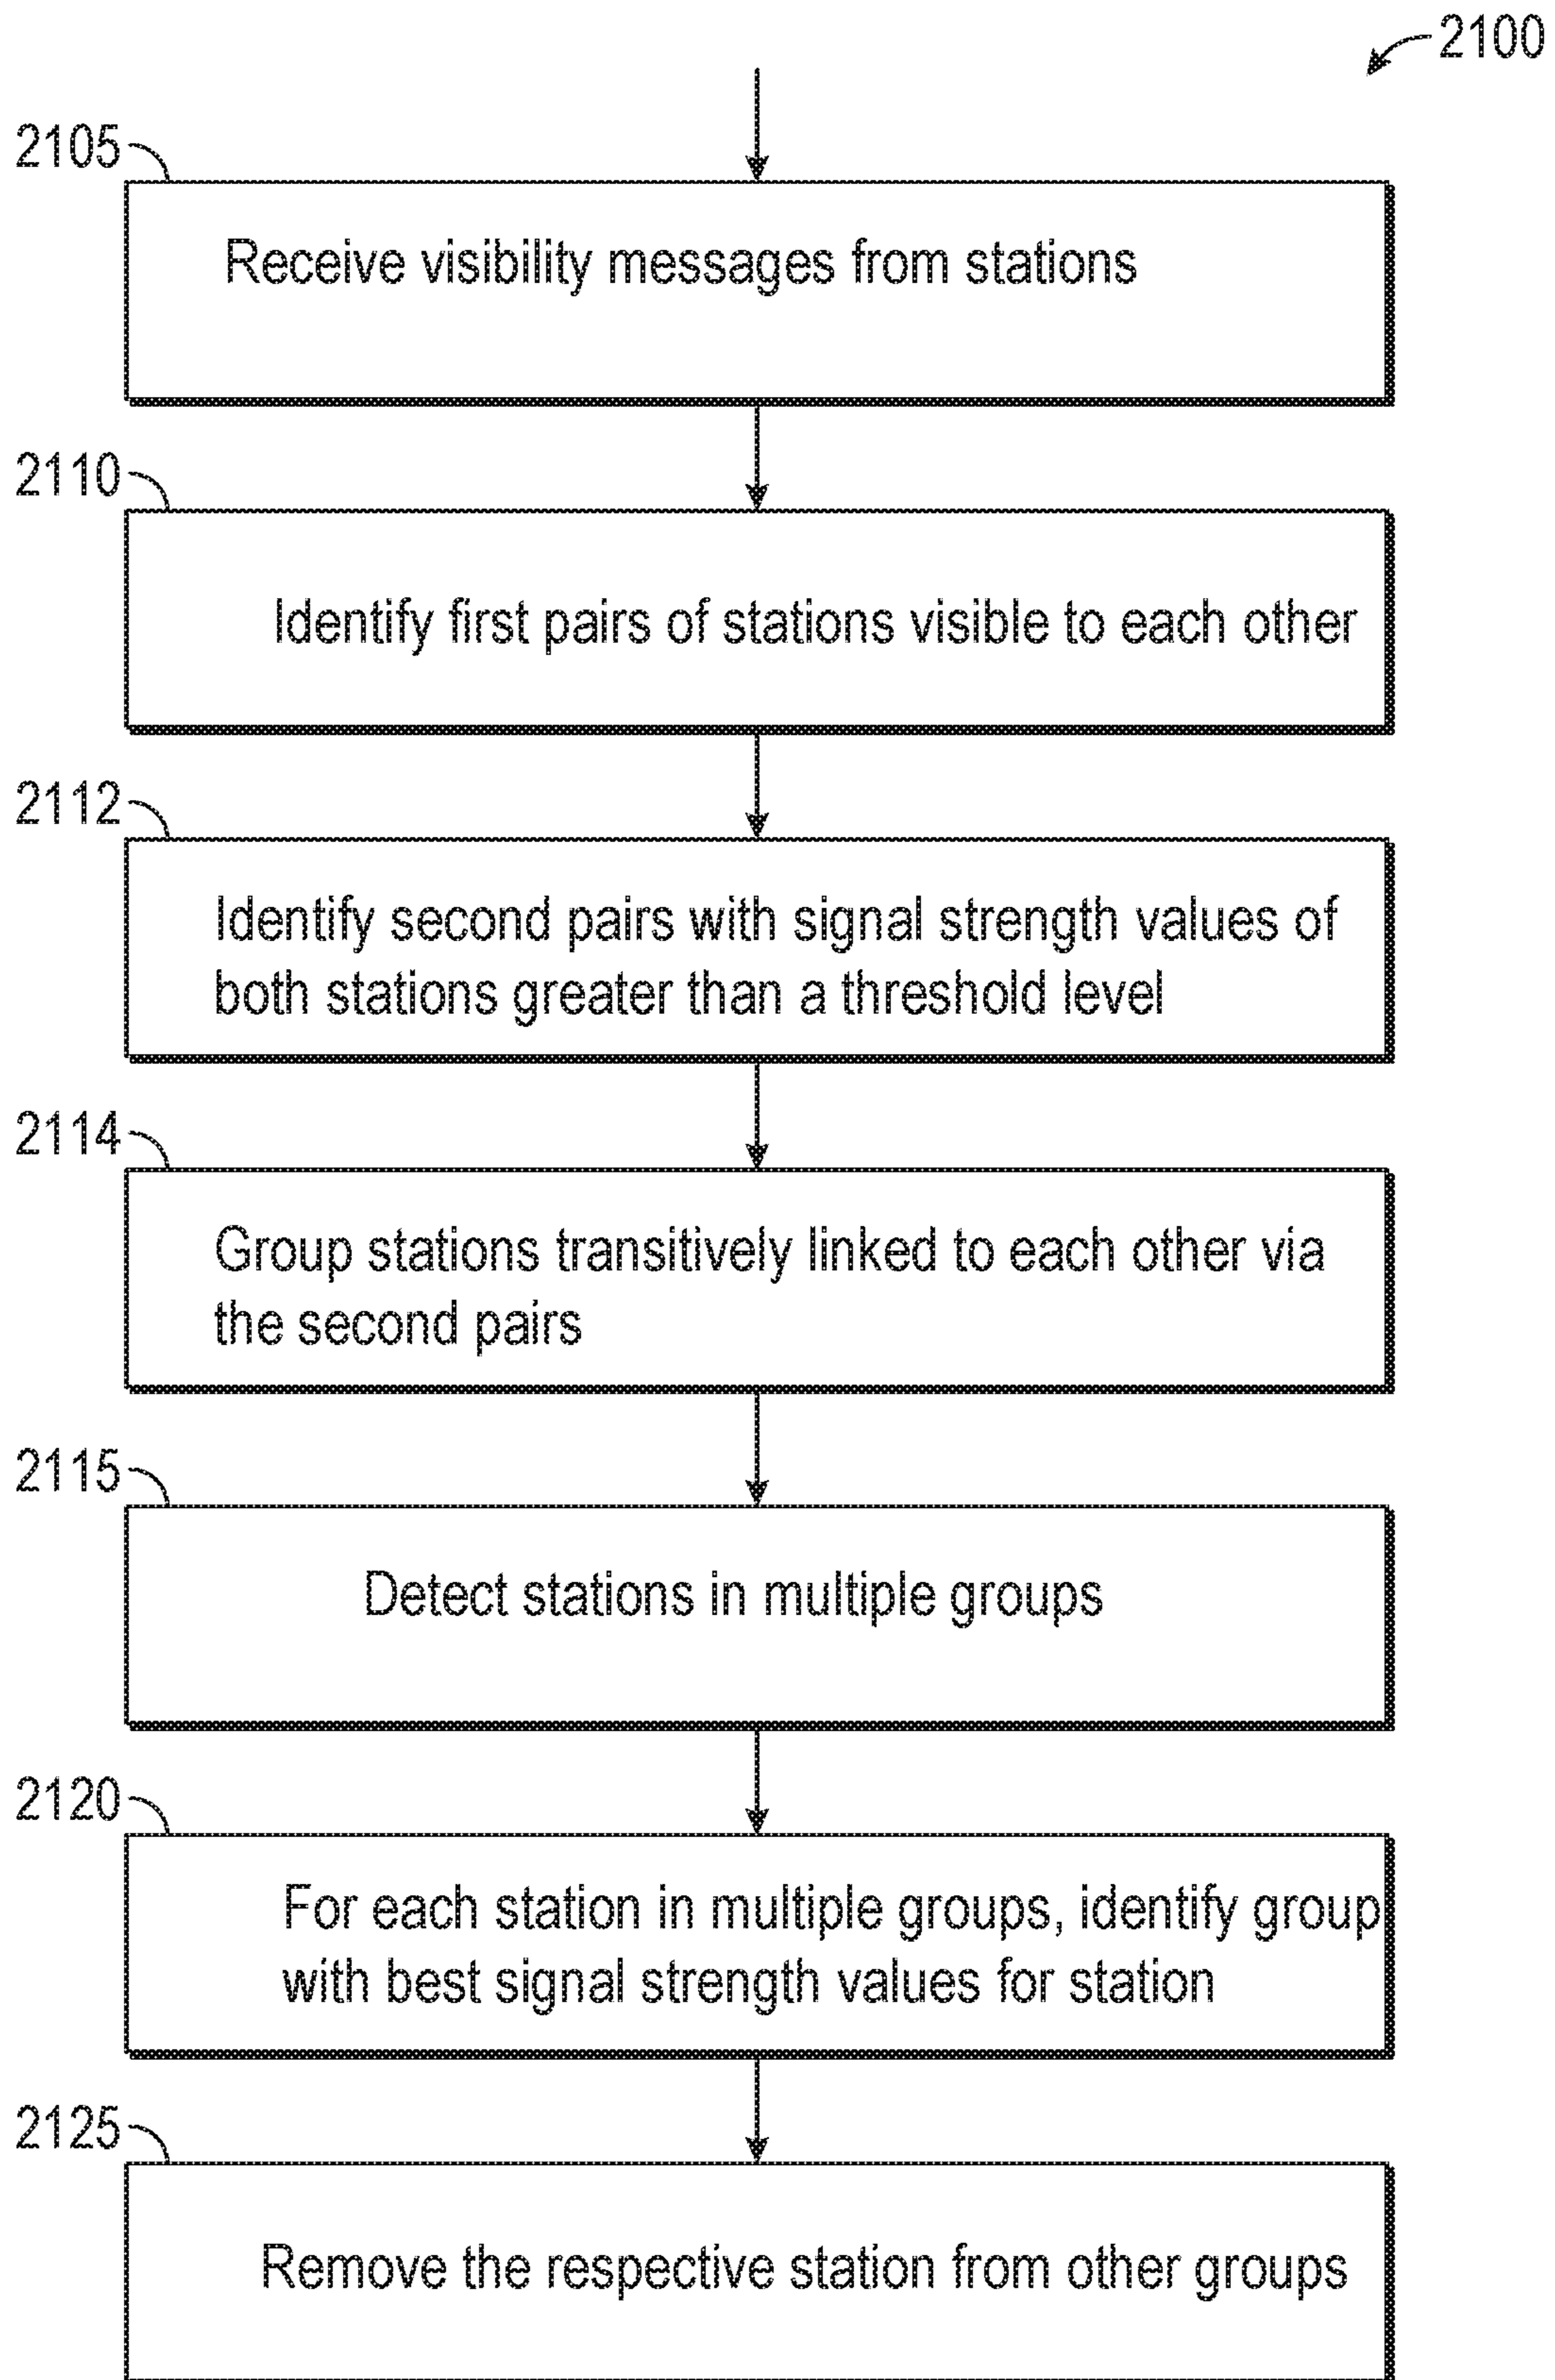 2100
2105
Receive visibility messages from stations
2110
Identify first pairs of stations visible to each other
2112
Identify second pairs with signal strength values of
both stations greater than a threshold level
2114
Group stations transitively linked to each other via
the second pairs
2115
Detect stations in multiple groups
2120
For each station in multiple groups, identify group
with best signal strength values for station
2125
Remove the respective station from other groups